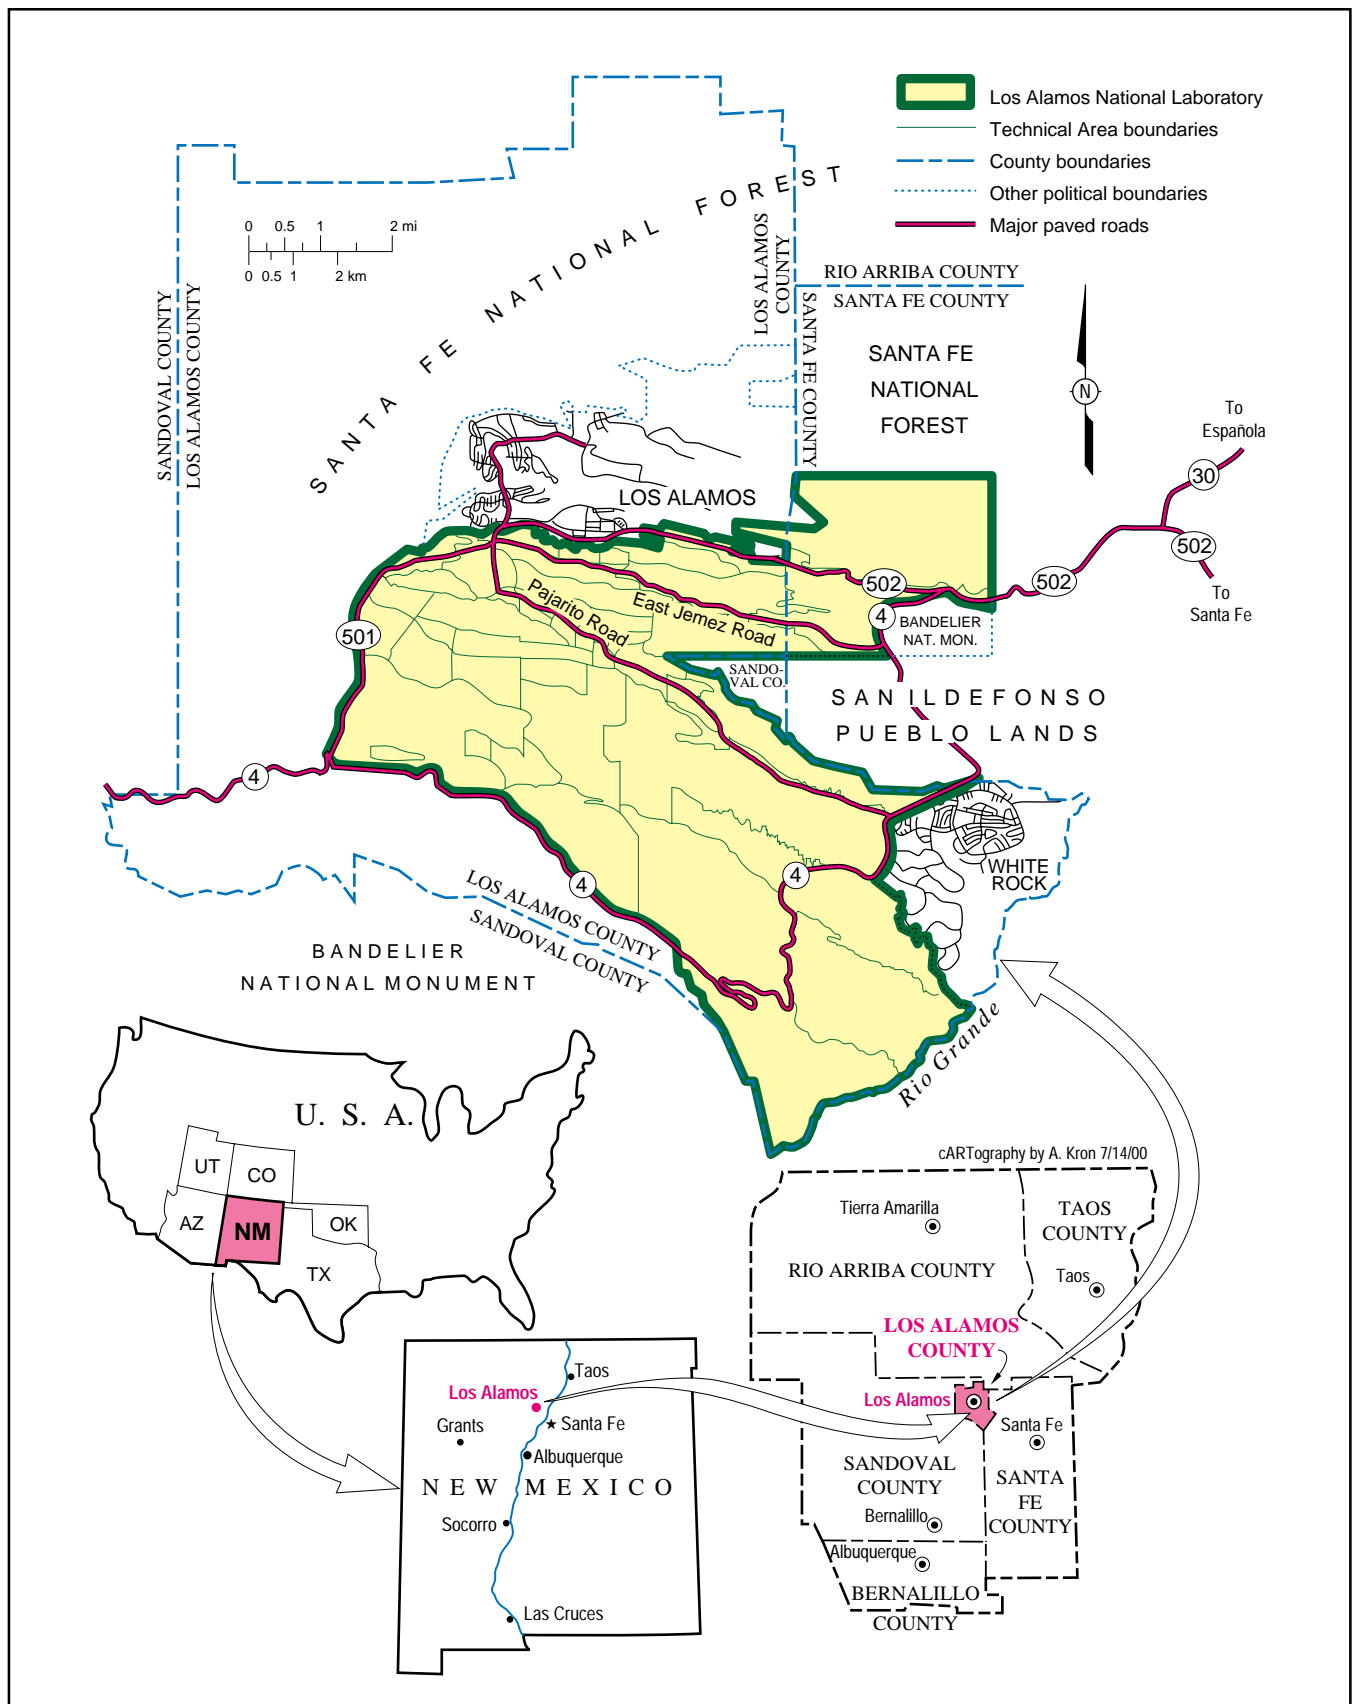 Los Alamos National Laboratory
Technical Area boundaries
County boundaries
Other political boundaries
Major paved roads
0 0.5 1 2 mi
0 0.5 1 2 km
SANTA FE NATIONAL FOREST
SANDOVAL COUNTY
LOS ALAMOS COUNTY
LOS ALAMOS
COUNTY
SANTA FE COUNTY
RIO ARRIBA COUNTY
SANTA FE COUNTY
SANTA FE
NATIONAL
FOREST
N
To
Española
30
502
To
Santa Fe
502
502
4
LOS ALAMOS
Pajarito Road
East Jemez Road
501
BANDELIER
NAT. MON.
SANDO-
VAL CO.
SAN ILDEFONSO
PUEBLO LANDS
4
4
4
WHITE
ROCK
LOS ALAMOS COUNTY
SANDOVAL COUNTY
BANDELIER
NATIONAL MONUMENT
Rio Grande
U. S. A.
UT
CO
AZ
NM
OK
TX
cARTography by A. Kron 7/14/00
Tierra Amarilla
TAOS
COUNTY
RIO ARRIBA COUNTY
Taos
LOS ALAMOS
COUNTY
Los Alamos
Santa Fe
SANDOVAL
COUNTY
SANTA
FE
COUNTY
Bernalillo
Albuquerque
BERNALILLO
COUNTY
Taos
Los Alamos
Grants
Santa Fe
Albuquerque
NEW MEXICO
Socorro
Las Cruces